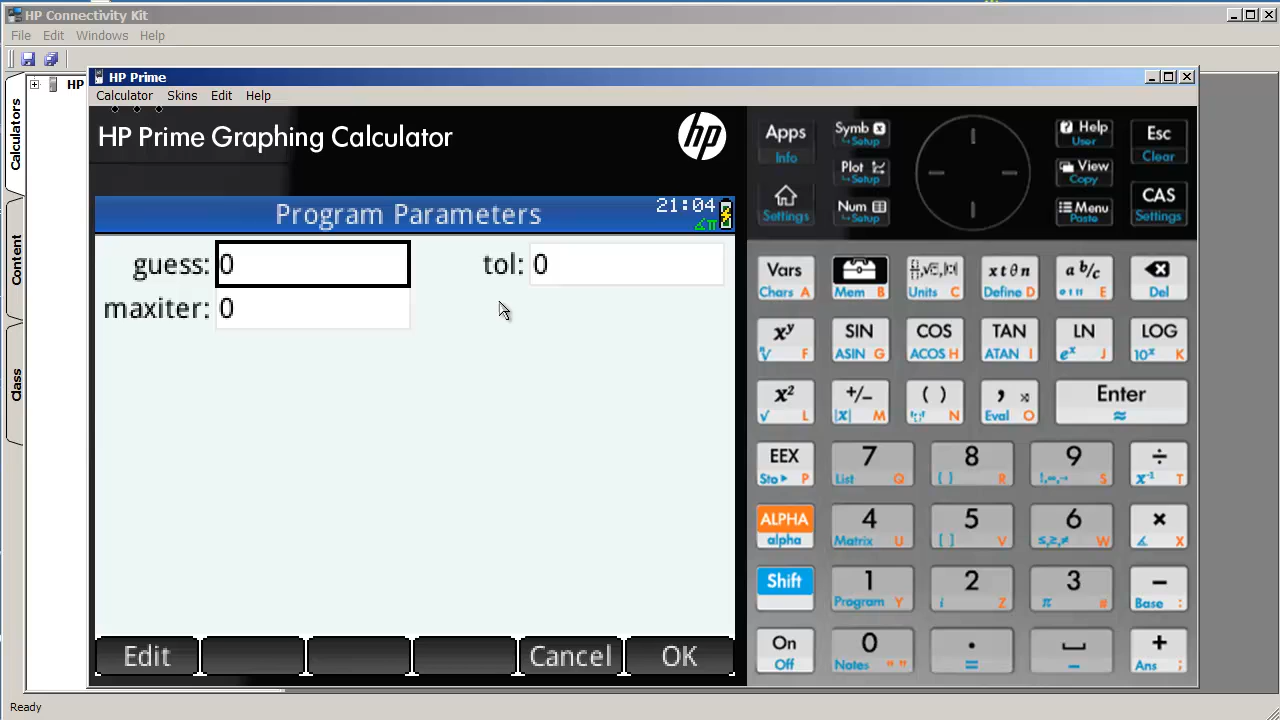 HP Connectivity Kit
File Edit Windows Help
Calculators
Content
Class
HP
HP Prime
Calculator Skins Edit Help
HP Prime Graphing Calculator
hp
Program Parameters
21:04
∡π
guess: 0
tol: 0
maxiter: 0
Edit Cancel OK
Apps Info
Symb Setup
Plot Setup
Num Setup
Settings
Help User
View Copy
Menu Paste
Esc Clear
CAS Settings
Vars Chars A
Mem B
Units C
x t θ n Define D
a b/c E
Del
xʸ F
SIN ASIN G
COS ACOS H
TAN ATAN I
LN eˣ J
LOG 10ˣ K
x² √ L
+/− |x| M
( ) N
, Eval O
Enter ≈
EEX Sto ▸ P
7 List Q
8 { } R
9 !,∞,→ S
÷ x⁻¹ T
ALPHA alpha
4 Matrix U
5 [ ] V
6 ≤,≥,≠ W
× ∡ X
Shift
1 Program Y
2 i Z
3 π #
− Base :
On Off
0 Notes " "
. =
_
+ Ans ;
Ready